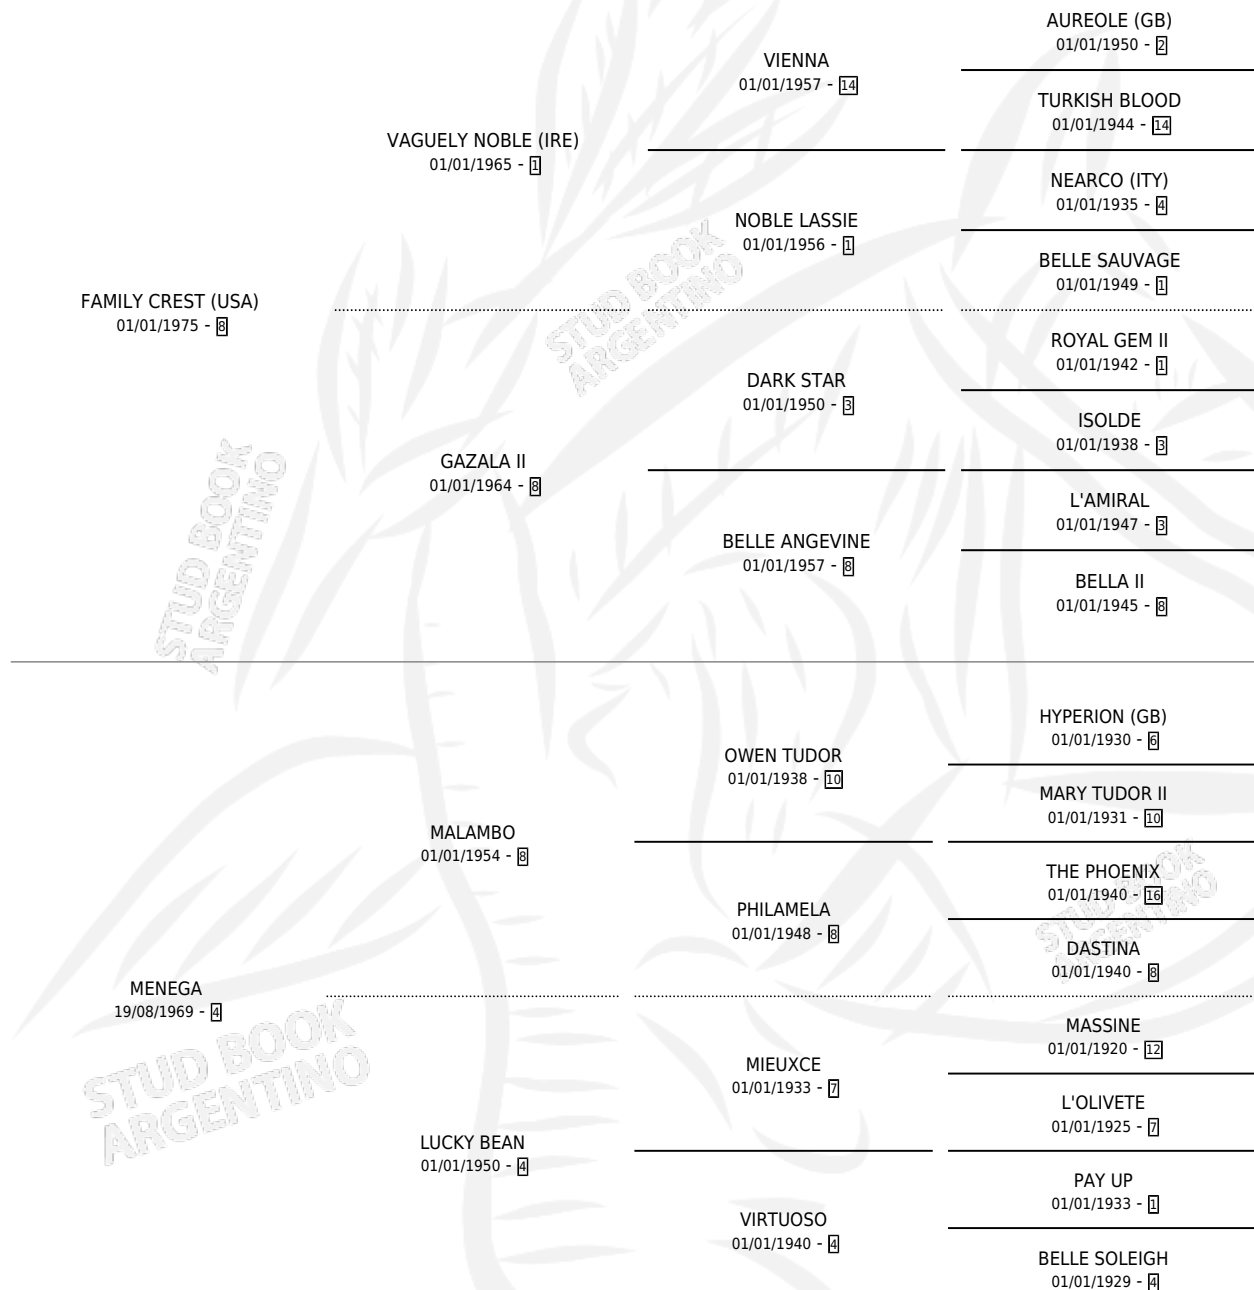 AUREOLE (GB)
01/01/1950 - 2
VIENNA
01/01/1957 - 14
TURKISH BLOOD
01/01/1944 - 14
VAGUELY NOBLE (IRE)
01/01/1965 - 1
NEARCO (ITY)
01/01/1935 - 4
NOBLE LASSIE
01/01/1956 - 1
BELLE SAUVAGE
01/01/1949 - 1
FAMILY CREST (USA)
01/01/1975 - 8
ROYAL GEM II
01/01/1942 - 1
DARK STAR
01/01/1950 - 3
ISOLDE
01/01/1938 - 3
GAZALA II
01/01/1964 - 8
L'AMIRAL
01/01/1947 - 3
BELLE ANGEVINE
01/01/1957 - 8
BELLA II
01/01/1945 - 8
HYPERION (GB)
01/01/1930 - 6
OWEN TUDOR
01/01/1938 - 10
MARY TUDOR II
01/01/1931 - 10
MALAMBO
01/01/1954 - 8
THE PHOENIX
01/01/1940 - 16
PHILAMELA
01/01/1948 - 8
DASTINA
01/01/1940 - 8
MENEGA
19/08/1969 - 4
MASSINE
01/01/1920 - 12
MIEUXCE
01/01/1933 - 7
L'OLIVETE
01/01/1925 - 7
LUCKY BEAN
01/01/1950 - 4
PAY UP
01/01/1933 - 1
VIRTUOSO
01/01/1940 - 4
BELLE SOLEIGH
01/01/1929 - 4
STUD BOOK
ARGENTINO
STUD BOOK
ARGENTINO
STUD BOOK
ARGENTINO
STUD BOOK
ARGENTINO